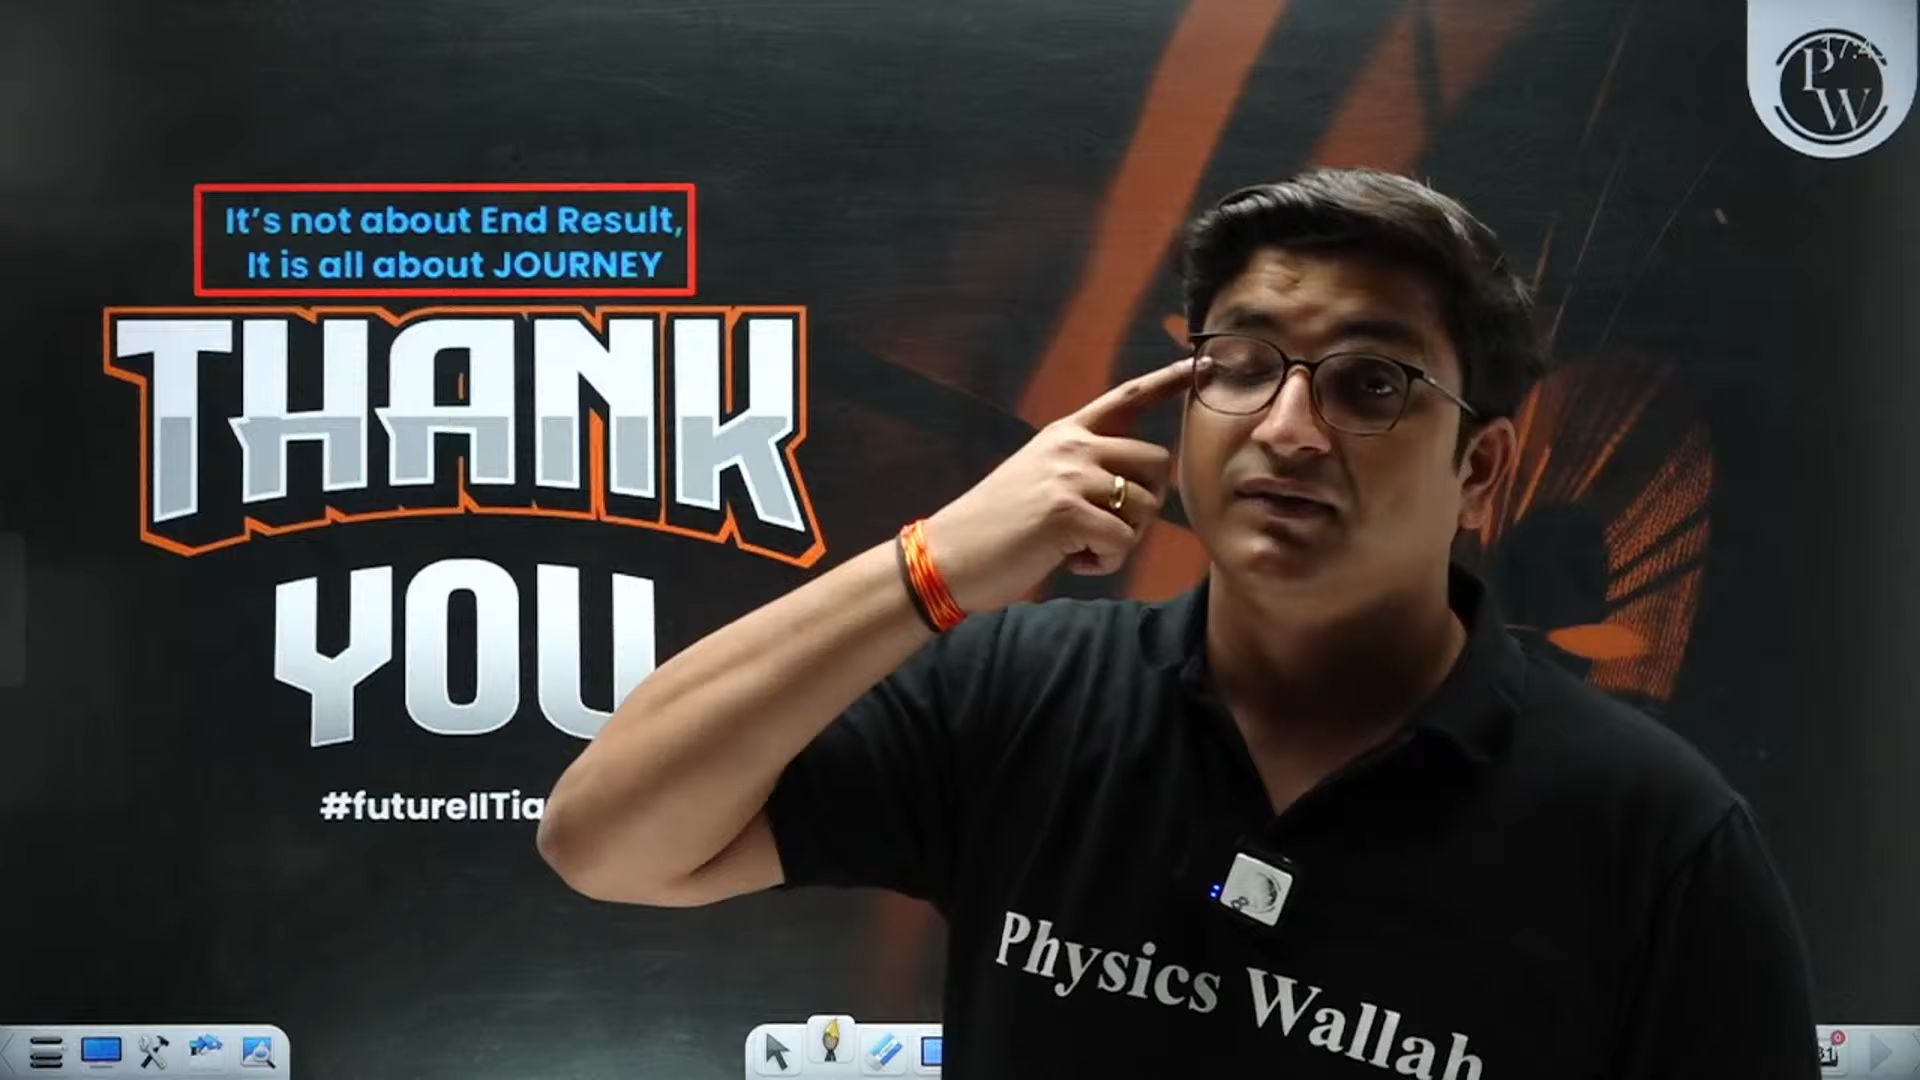 It's not about End Result,
It is all about JOURNEY
THANK
YOU
#futureIITia
P
W
Physics Wallah